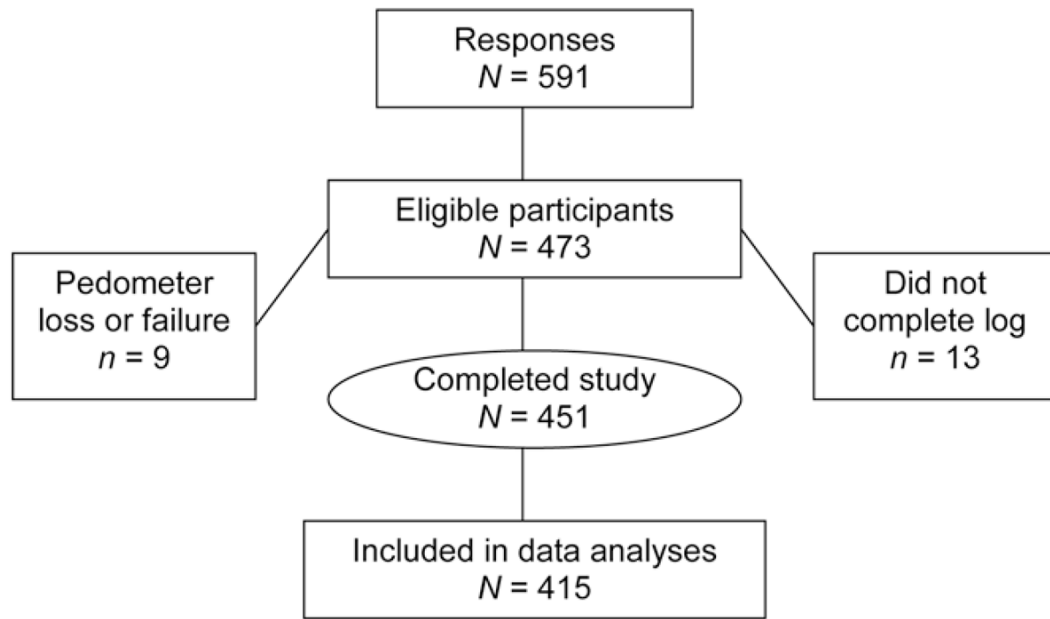 Responses
N = 591
Eligible participants
N = 473
Pedometer
loss or failure
n = 9
Did not
complete log
n = 13
Completed study
N = 451
Included in data analyses
N = 415